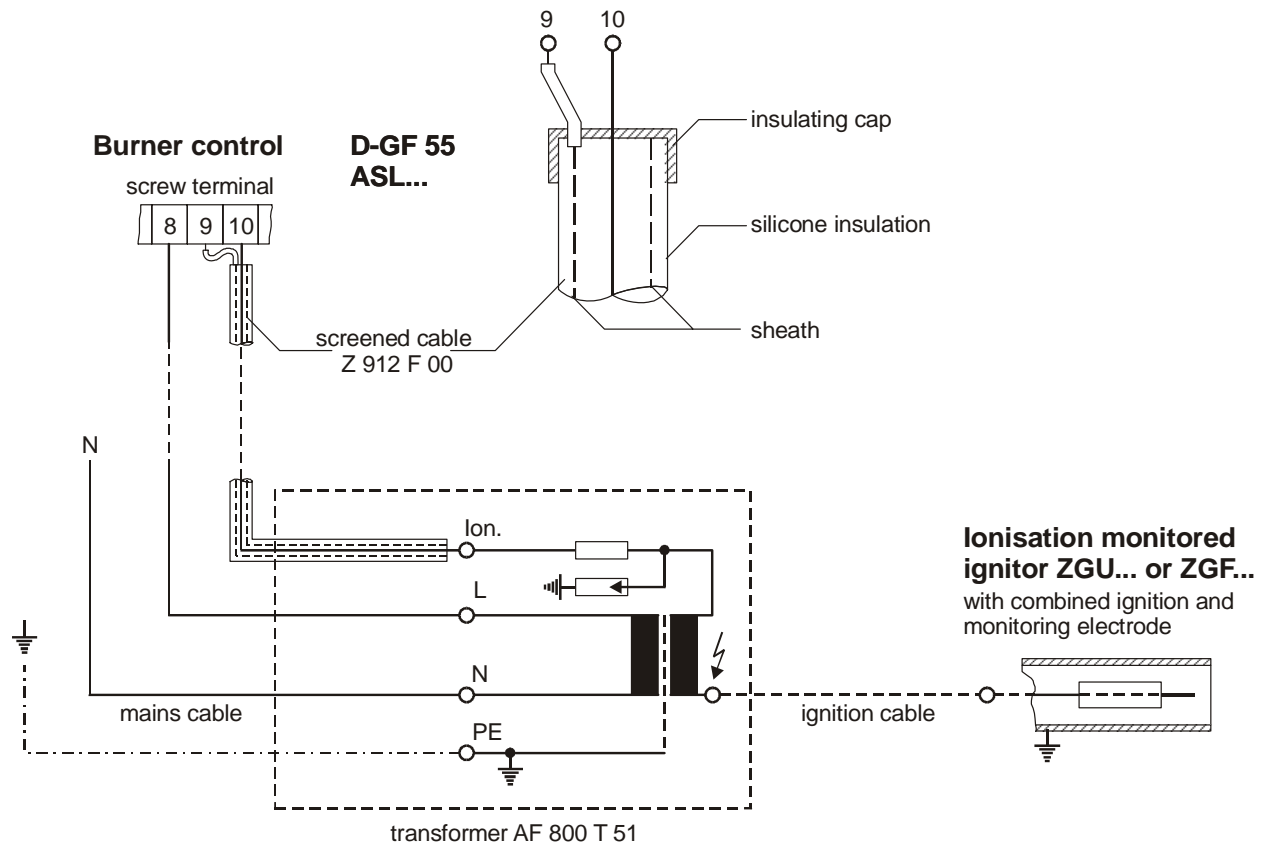 9 10
insulating cap
Burner control
D-GF 55
ASL...
screw terminal
8 9 10
silicone insulation
sheath
screened cable
Z 912 F 00
N
Ion.
L
N
PE
mains cable
ignition cable
Ionisation monitored
ignitor ZGU... or ZGF...
with combined ignition and
monitoring electrode
transformer AF 800 T 51